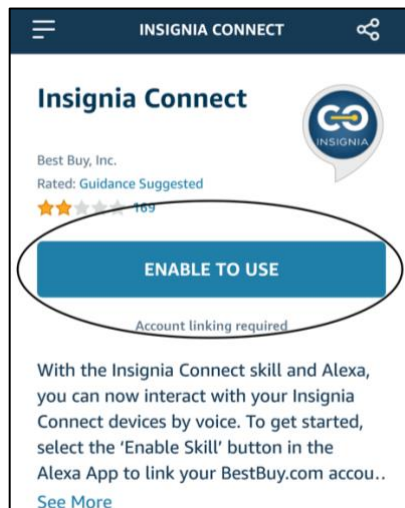 INSIGNIA CONNECT
Insignia Connect
INSIGNIA
Best Buy, Inc.
Rated: Guidance Suggested
169
ENABLE TO USE
Account linking required
With the Insignia Connect skill and Alexa,
you can now interact with your Insignia
Connect devices by voice. To get started,
select the ‘Enable Skill’ button in the
Alexa App to link your BestBuy.com accou..
See More